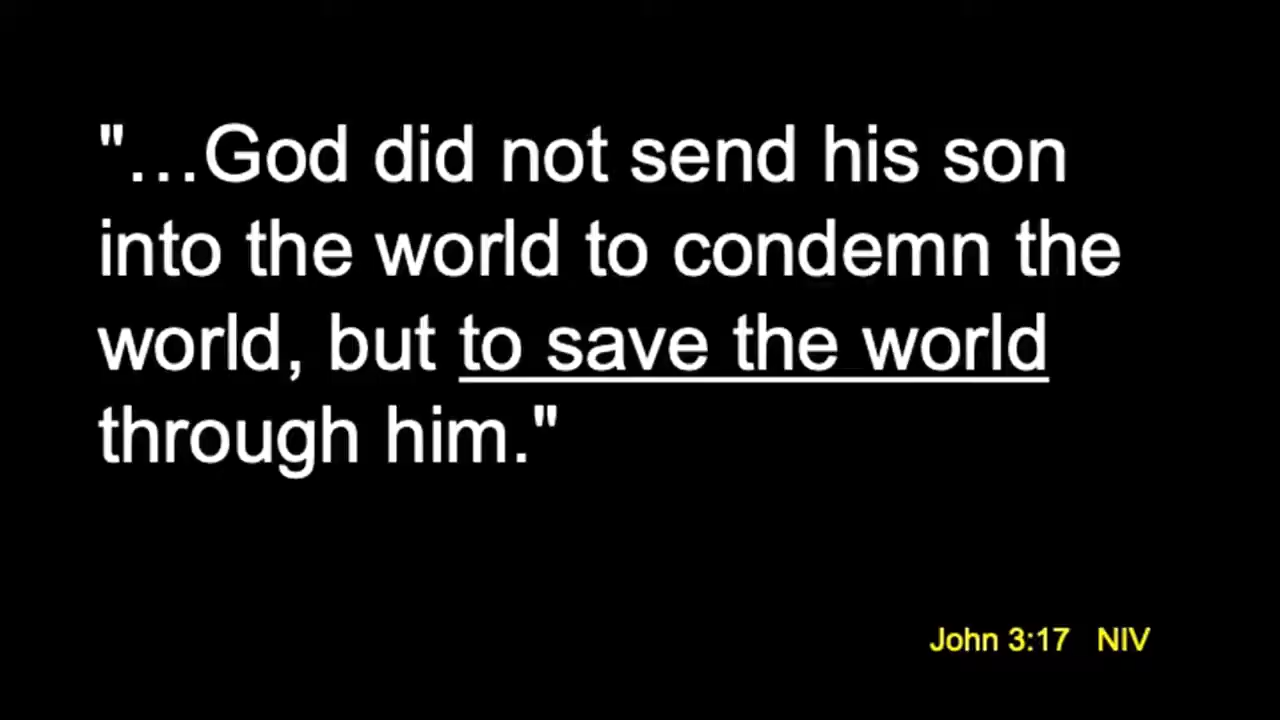 "...God did not send his son
into the world to condemn the
world, but to save the world
through him."
John 3:17 NIV